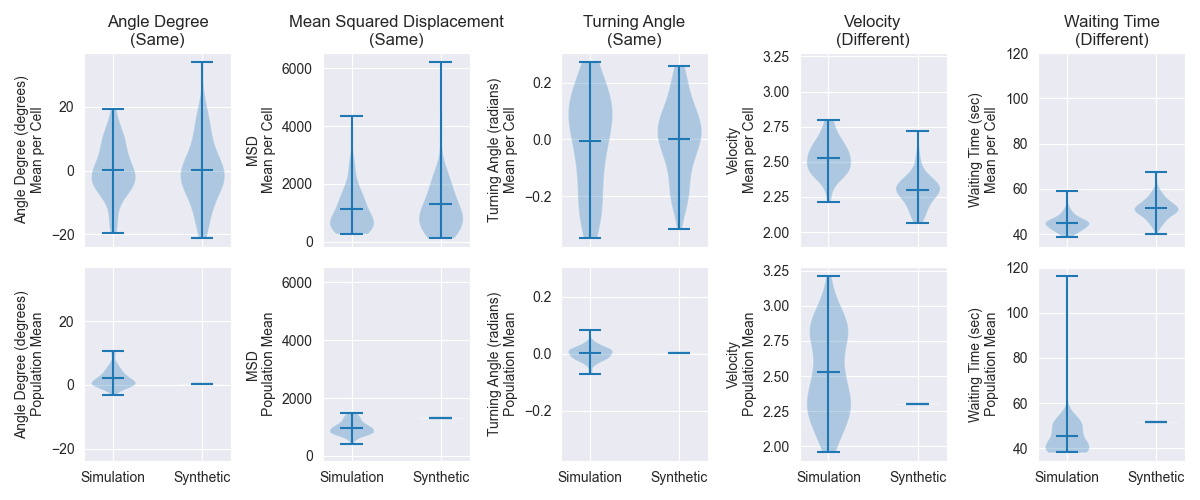 Angle Degree
(Same)
Mean Squared Displacement
(Same)
Turning Angle
(Same)
Velocity
(Different)
Waiting Time
(Different)
Angle Degree (degrees)
Mean per Cell
20
0
−20
MSD
Mean per Cell
6000
4000
2000
0
Turning Angle (radians)
Mean per Cell
0.2
0.0
−0.2
Velocity
Mean per Cell
3.25
3.00
2.75
2.50
2.25
2.00
Waiting Time (sec)
Mean per Cell
120
100
80
60
40
Angle Degree (degrees)
Population Mean
20
0
−20
Simulation Synthetic
MSD
Population Mean
6000
4000
2000
0
Simulation Synthetic
Turning Angle (radians)
Population Mean
0.2
0.0
−0.2
Simulation Synthetic
Velocity
Population Mean
3.25
3.00
2.75
2.50
2.25
2.00
Simulation Synthetic
Waiting Time (sec)
Population Mean
120
100
80
60
40
Simulation Synthetic